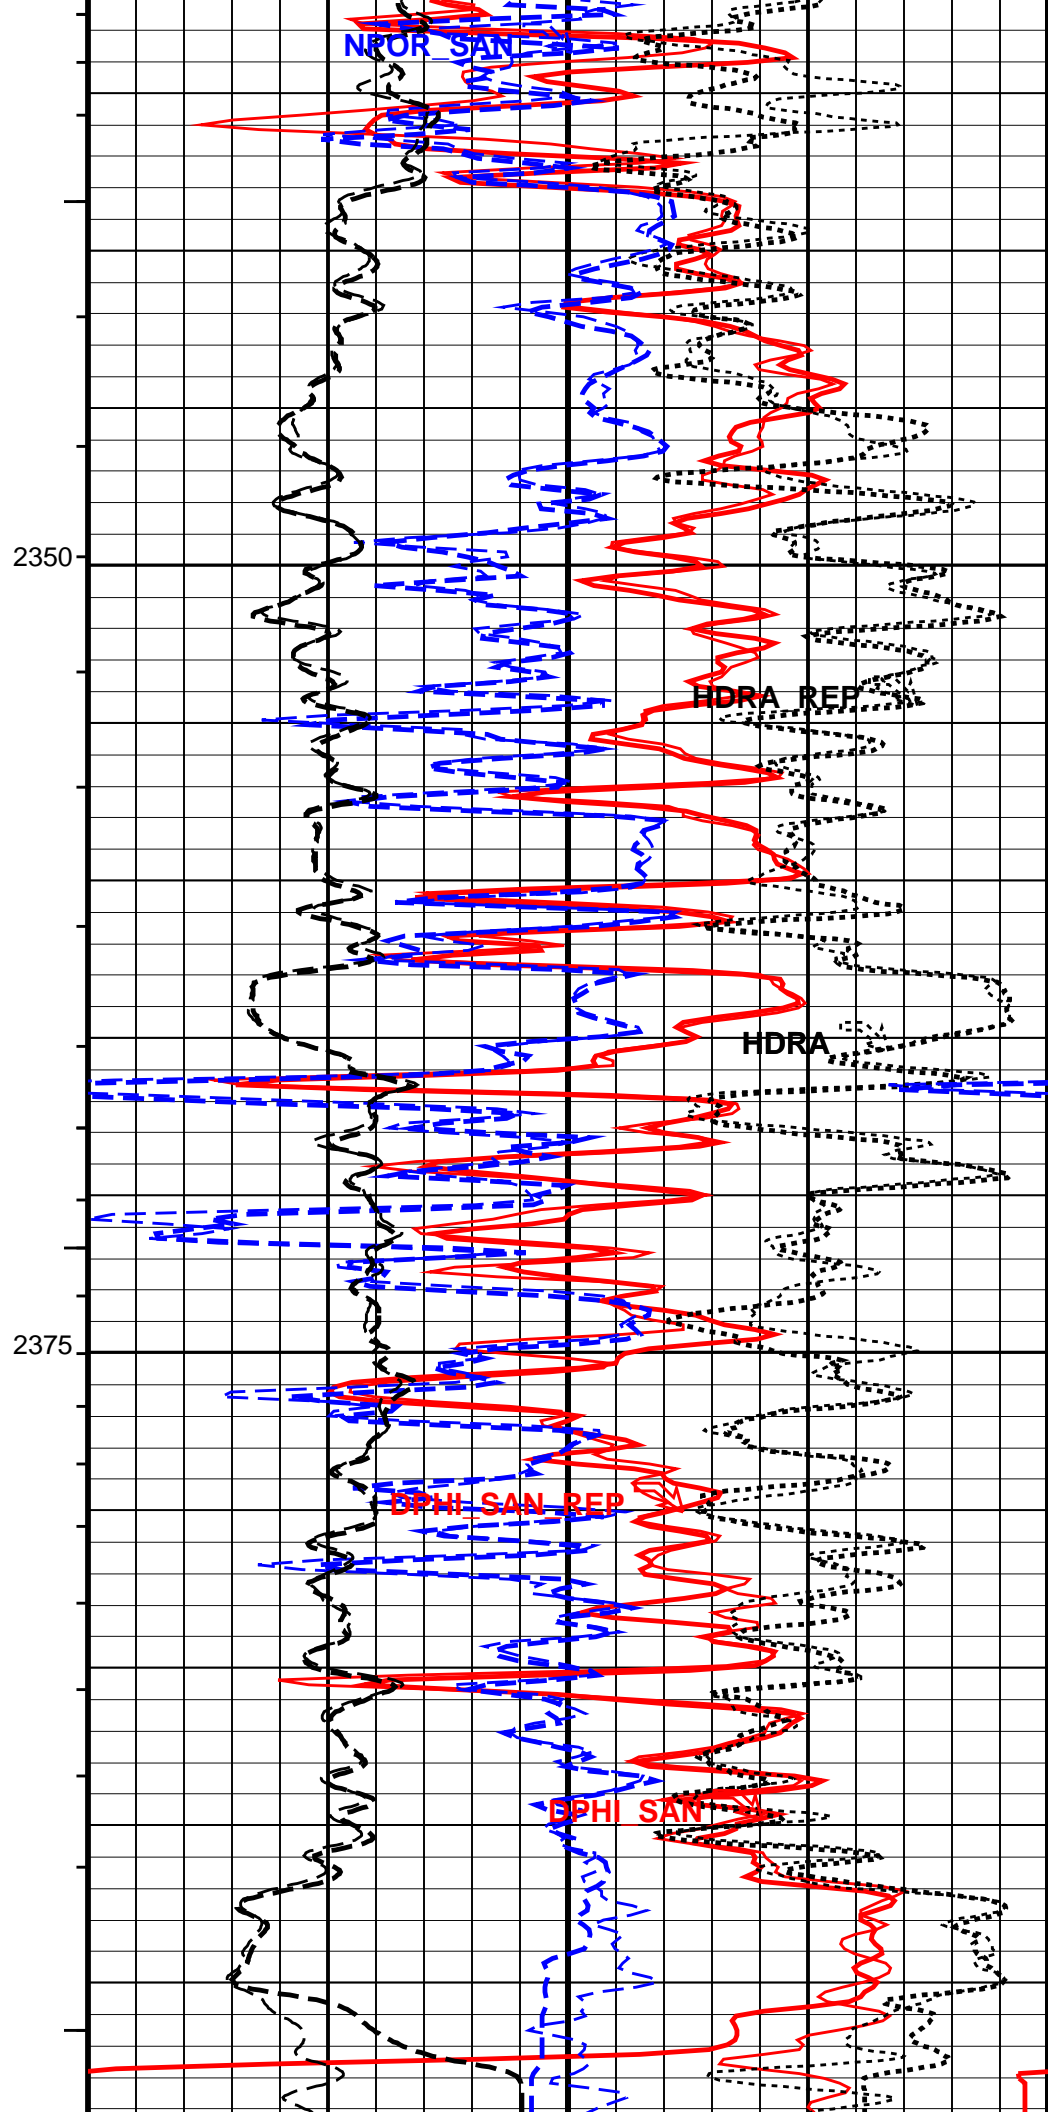 NPOR_SAN
2350
HDRA_REP
HDRA
2375
DPHI_SAN_REP
DPHI_SAN